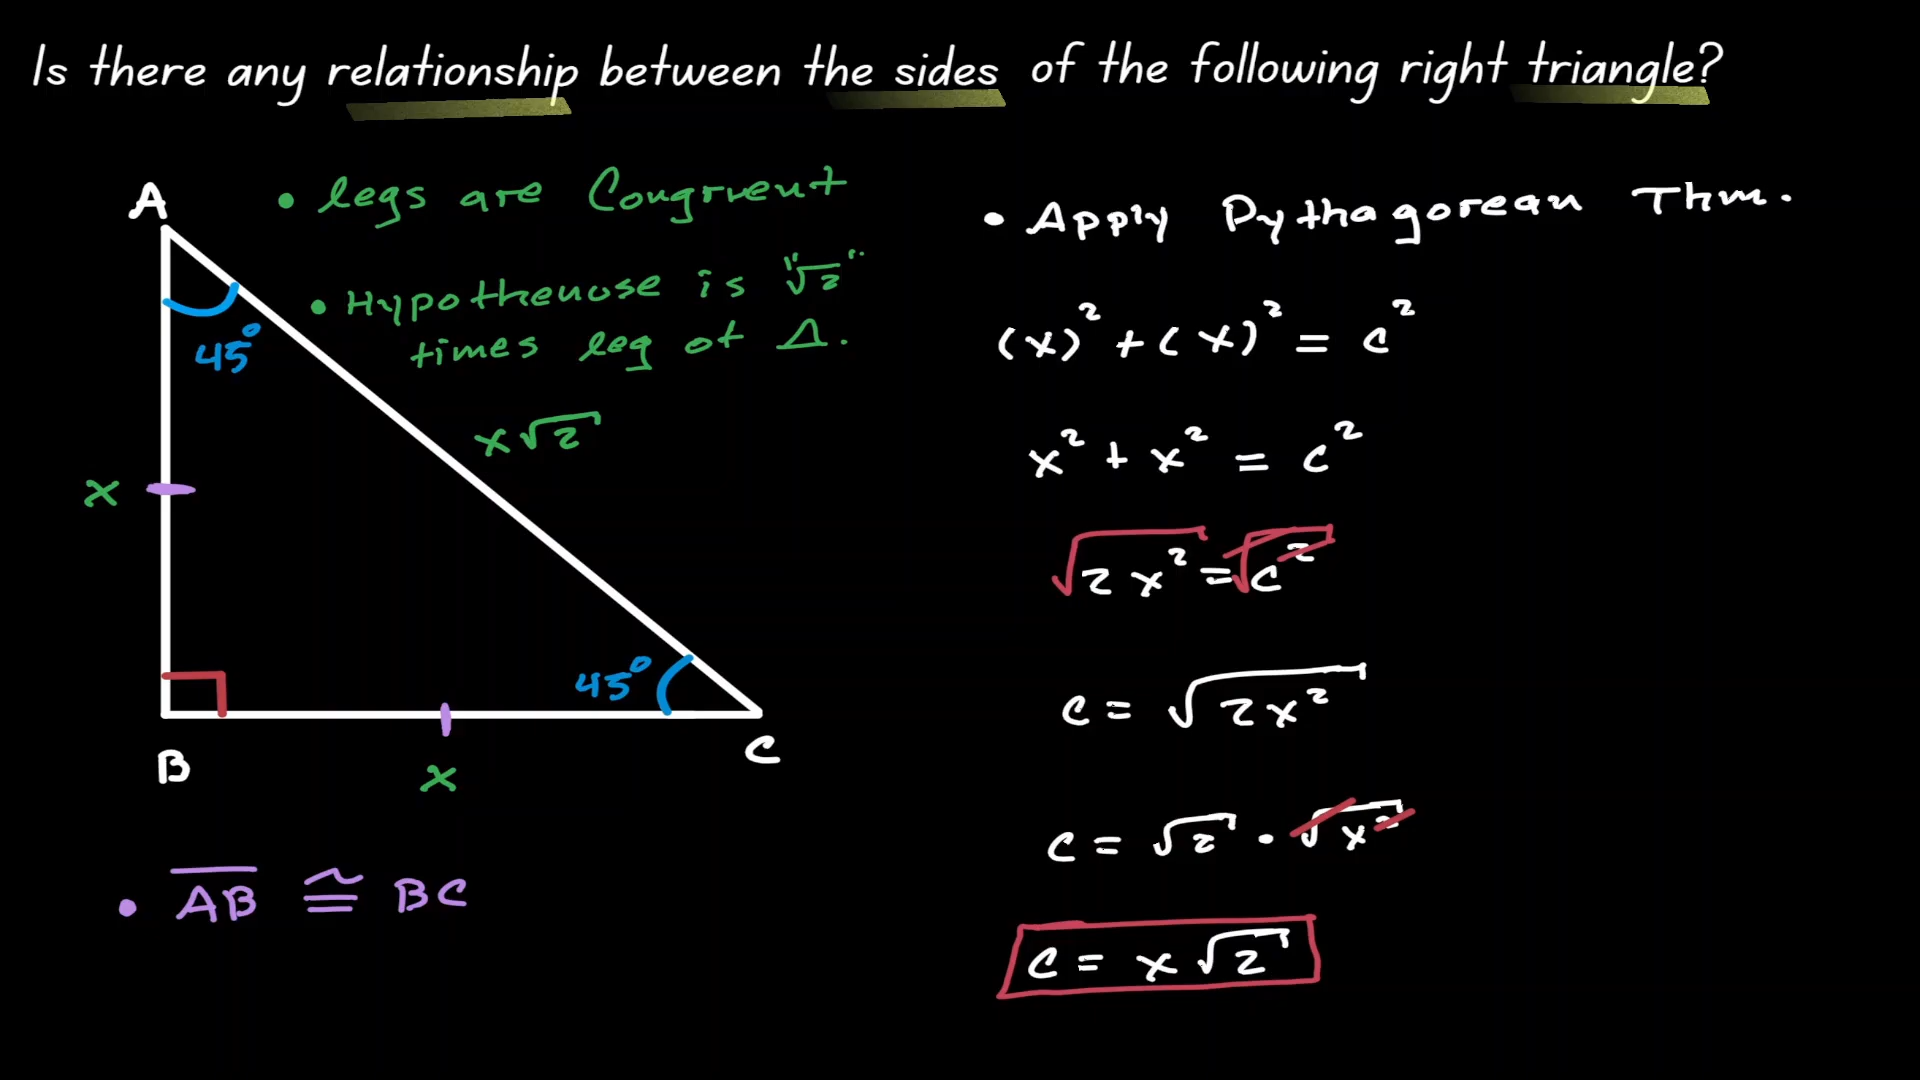 Is there any relationship between the sides of the following right triangle?
A
• legs are Congruent
• Hypothenuse is "√2"
times leg of Δ.
45°
x√2
x
45°
B
C
x
• A̅B̅ ≅ BC
• Apply Pythagorean Thm.
(x)² + (x)² = c²
x² + x² = c²
√2x² = √c²
c = √2x²
c = √2 • √x²
c = x√2